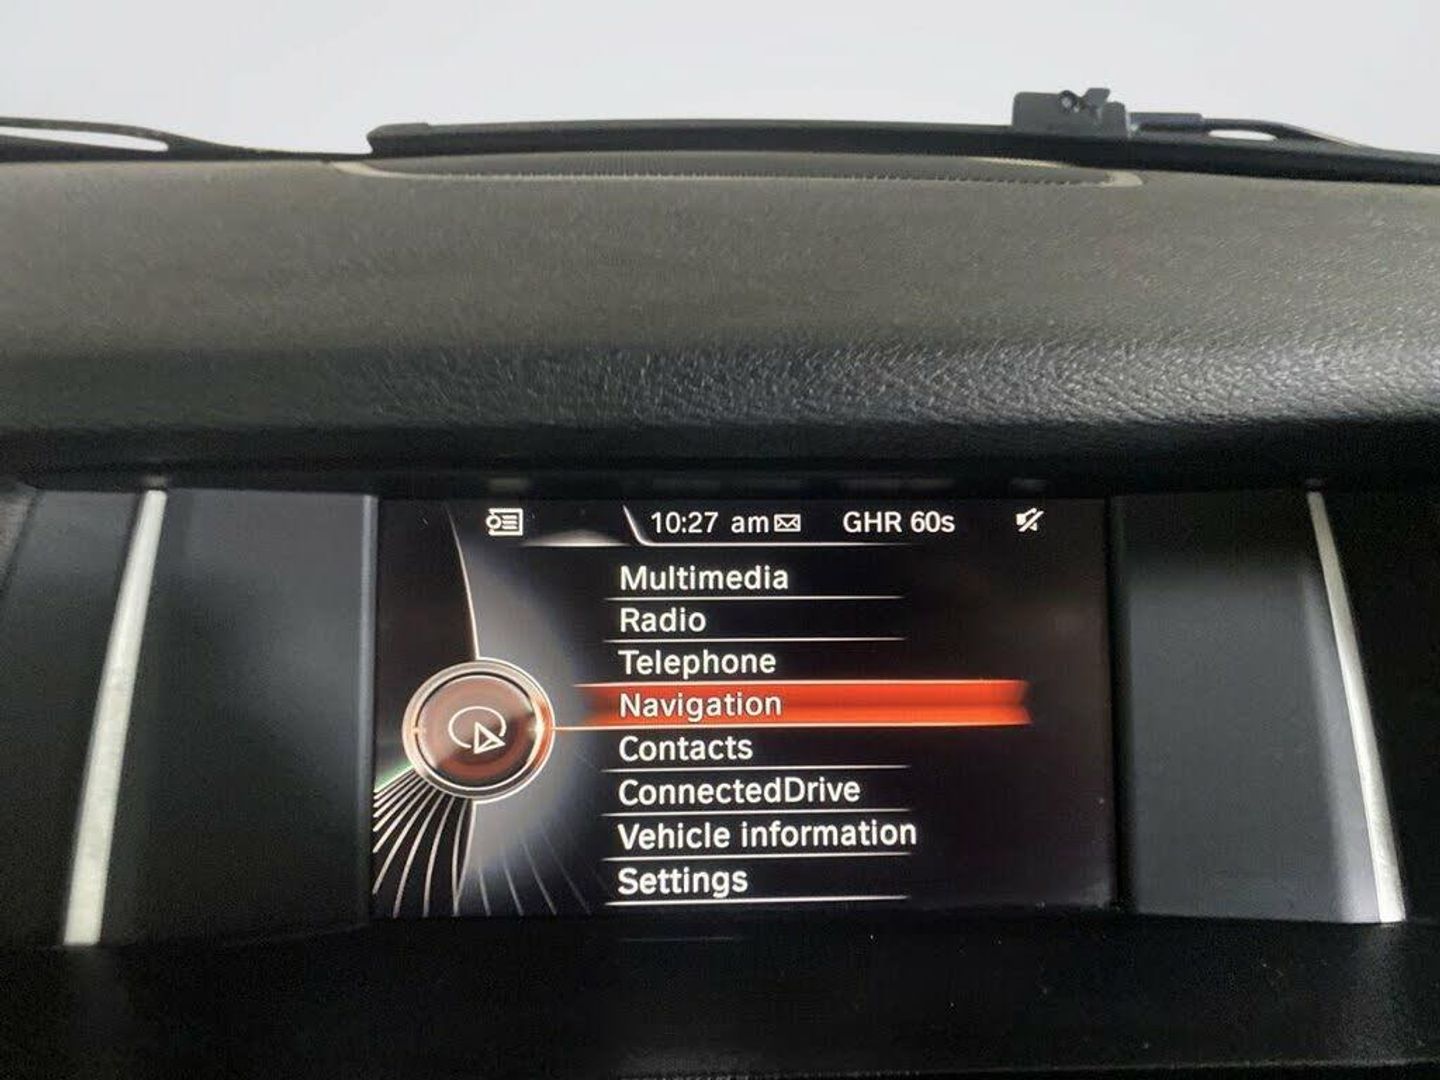 10:27 am GHR 60s
Multimedia
Radio
Telephone
Navigation
Contacts
ConnectedDrive
Vehicle information
Settings